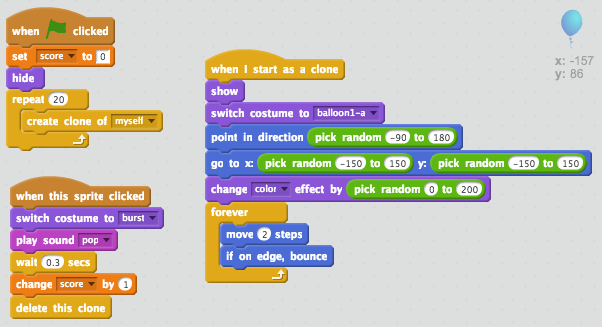 when clicked
set score to 0
hide
repeat 20
create clone of myself
when this sprite clicked
switch costume to burst
play sound pop
wait 0.3 secs
change score by 1
delete this clone
when I start as a clone
show
switch costume to balloon1-a
point in direction pick random -90 to 180
go to x: pick random -150 to 150 y: pick random -150 to 150
change color effect by pick random 0 to 200
forever
move 2 steps
if on edge, bounce
x: -157
y: 86